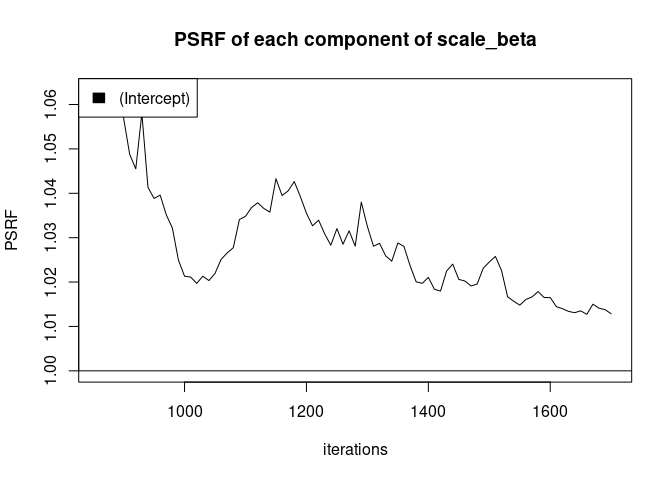 PSRF of each component of scale_beta
(Intercept)
PSRF
1.06
1.05
1.04
1.03
1.02
1.01
1.00
1000 1200 1400 1600
iterations